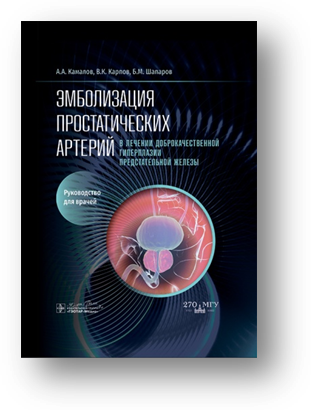 А.А. Камалов, В.К. Карпов, Б.М. Шапаров
ЭМБОЛИЗАЦИЯ
ПРОСТАТИЧЕСКИХ
АРТЕРИЙ
В ЛЕЧЕНИИ ДОБРОКАЧЕСТВЕННОЙ
ГИПЕРПЛАЗИИ
ПРЕДСТАТЕЛЬНОЙ ЖЕЛЕЗЫ
Руководство
для врачей
270 МГУ